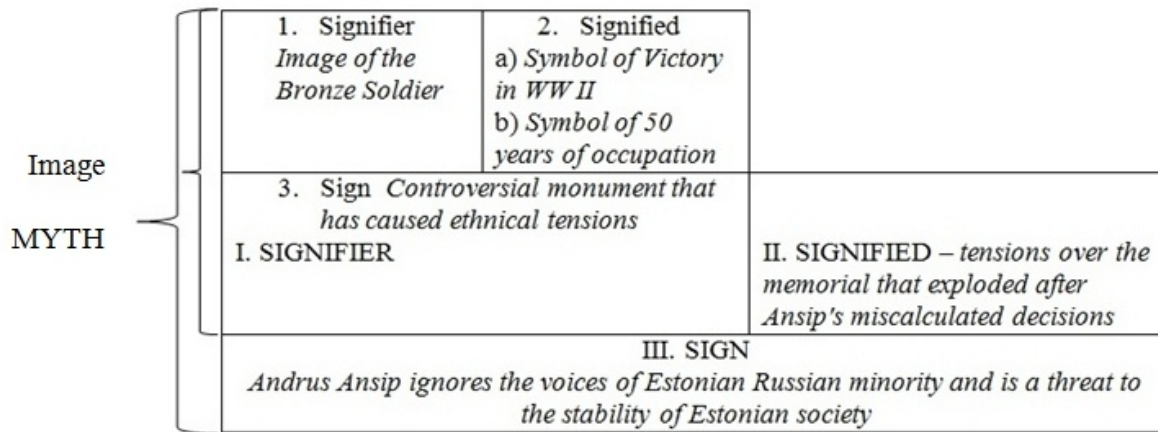 1. Signifier
Image of the
Bronze Soldier
2. Signified
a) Symbol of Victory
in WW II
b) Symbol of 50
years of occupation
Image
MYTH
3. Sign Controversial monument that
has caused ethnical tensions
I. SIGNIFIER
II. SIGNIFIED – tensions over the
memorial that exploded after
Ansip's miscalculated decisions
III. SIGN
Andrus Ansip ignores the voices of Estonian Russian minority and is a threat to
the stability of Estonian society